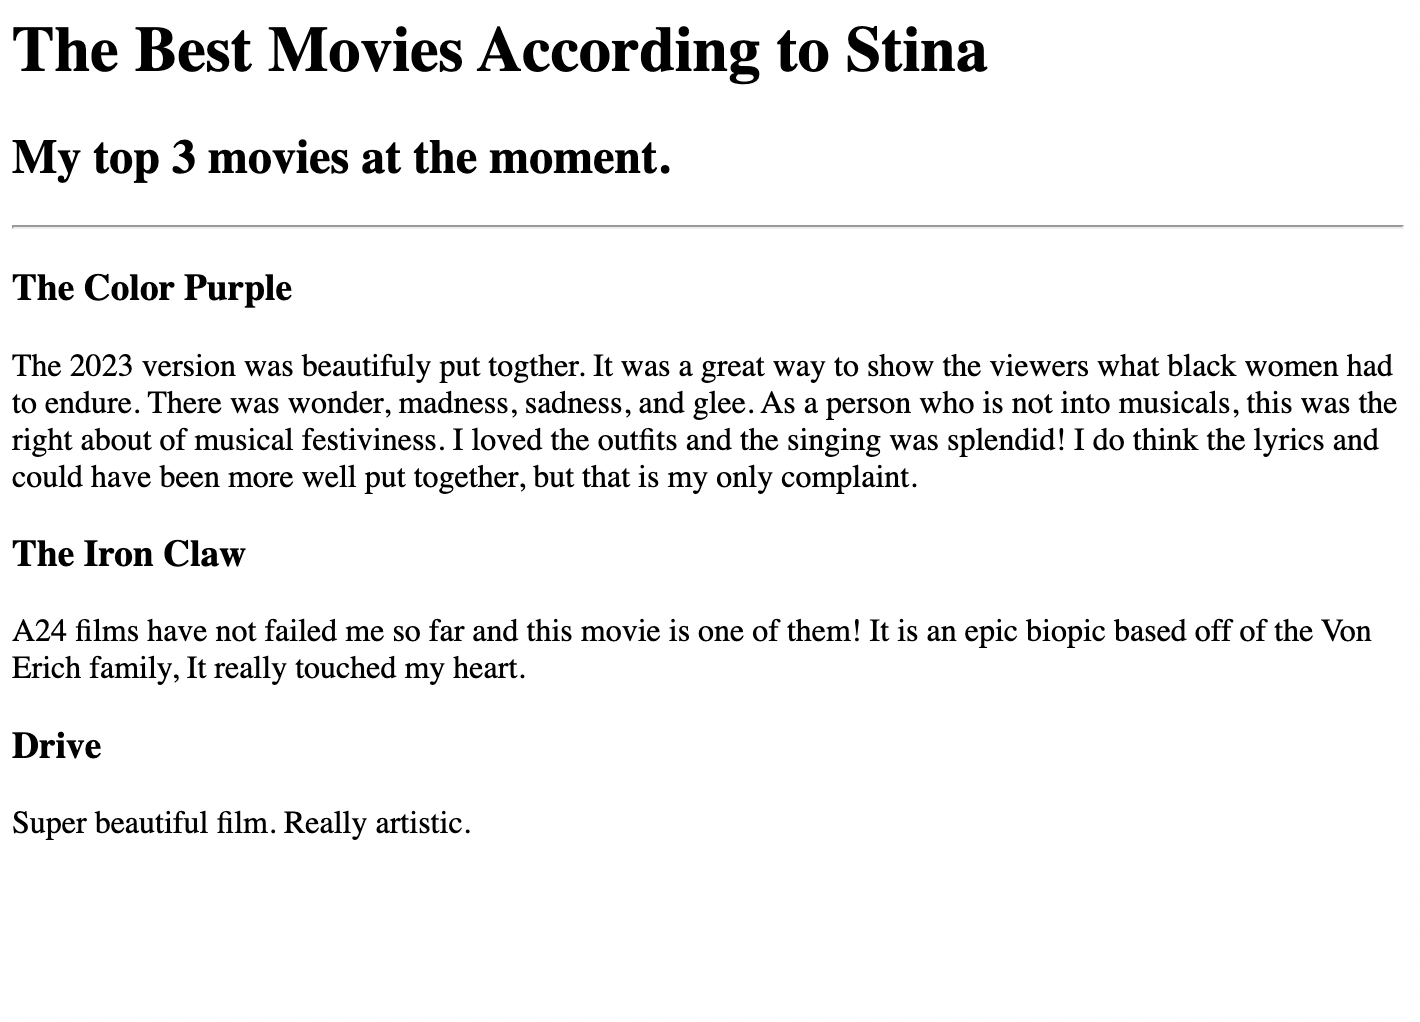 The Best Movies According to Stina
My top 3 movies at the moment.
The Color Purple
The 2023 version was beautifuly put togther. It was a great way to show the viewers what black women had
to endure. There was wonder, madness, sadness, and glee. As a person who is not into musicals, this was the
right about of musical festiviness. I loved the outfits and the singing was splendid! I do think the lyrics and
could have been more well put together, but that is my only complaint.
The Iron Claw
A24 films have not failed me so far and this movie is one of them! It is an epic biopic based off of the Von
Erich family, It really touched my heart.
Drive
Super beautiful film. Really artistic.